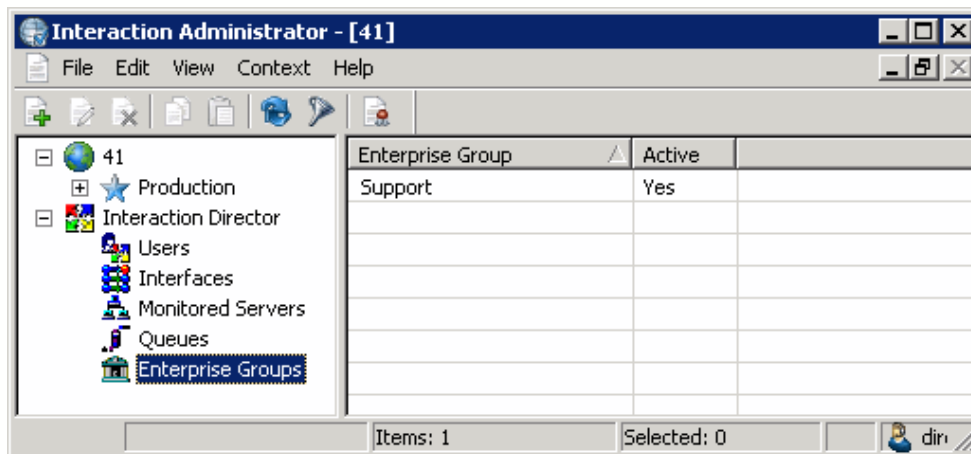 Interaction Administrator - [41]
File Edit View Context Help
41
Production
Interaction Director
Users
Interfaces
Monitored Servers
Queues
Enterprise Groups
Enterprise Group Active
Support Yes
Items: 1 Selected: 0